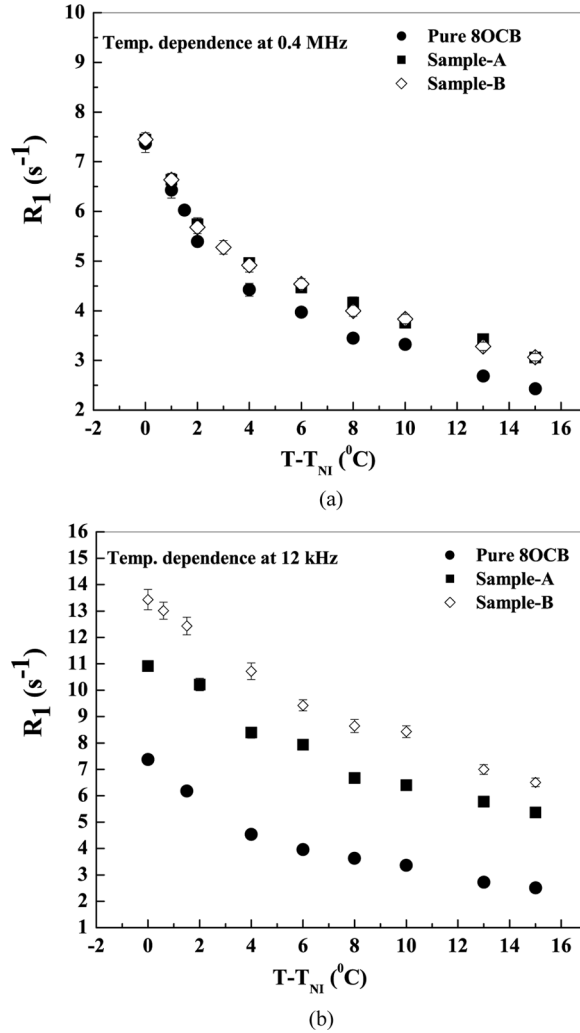 10
Temp. dependence at 0.4 MHz
Pure 8OCB
Sample-A
Sample-B
9
8
7
6
5
4
3
2
R1 (s-1)
-2 0 2 4 6 8 10 12 14 16
T-TNI (0C)
(a)
16
Temp. dependence at 12 kHz
Pure 8OCB
Sample-A
Sample-B
15
14
13
12
11
10
9
8
7
6
5
4
3
2
1
R1 (s-1)
-2 0 2 4 6 8 10 12 14 16
T-TNI (0C)
(b)